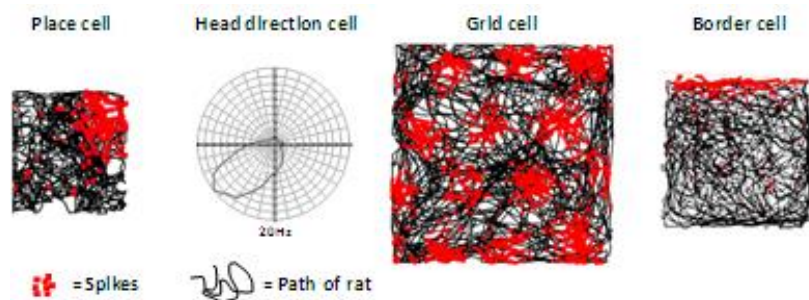 Place cell
Head direction cell
Grid cell
Border cell
20Hz
= Spikes
= Path of rat